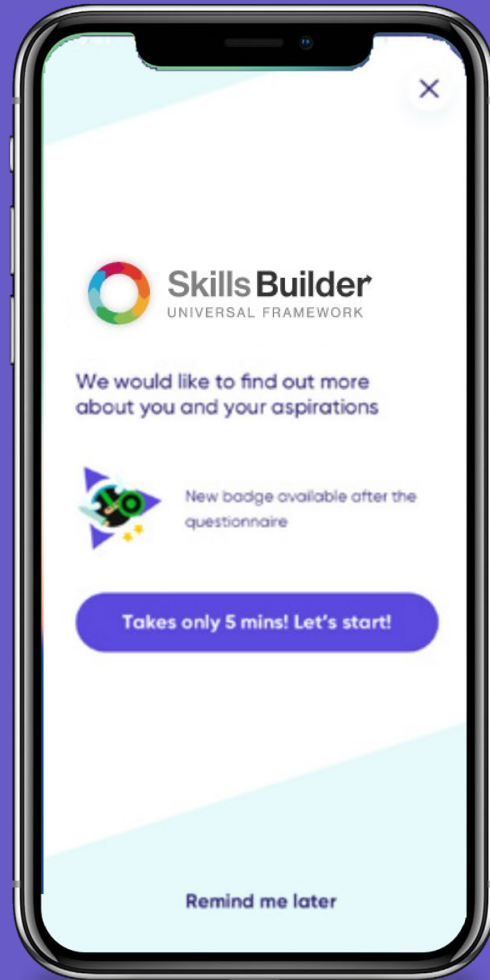 Skills Builder
UNIVERSAL FRAMEWORK
We would like to find out more
about you and your aspirations
New badge available after the
questionnaire
Takes only 5 mins! Let's start!
Remind me later